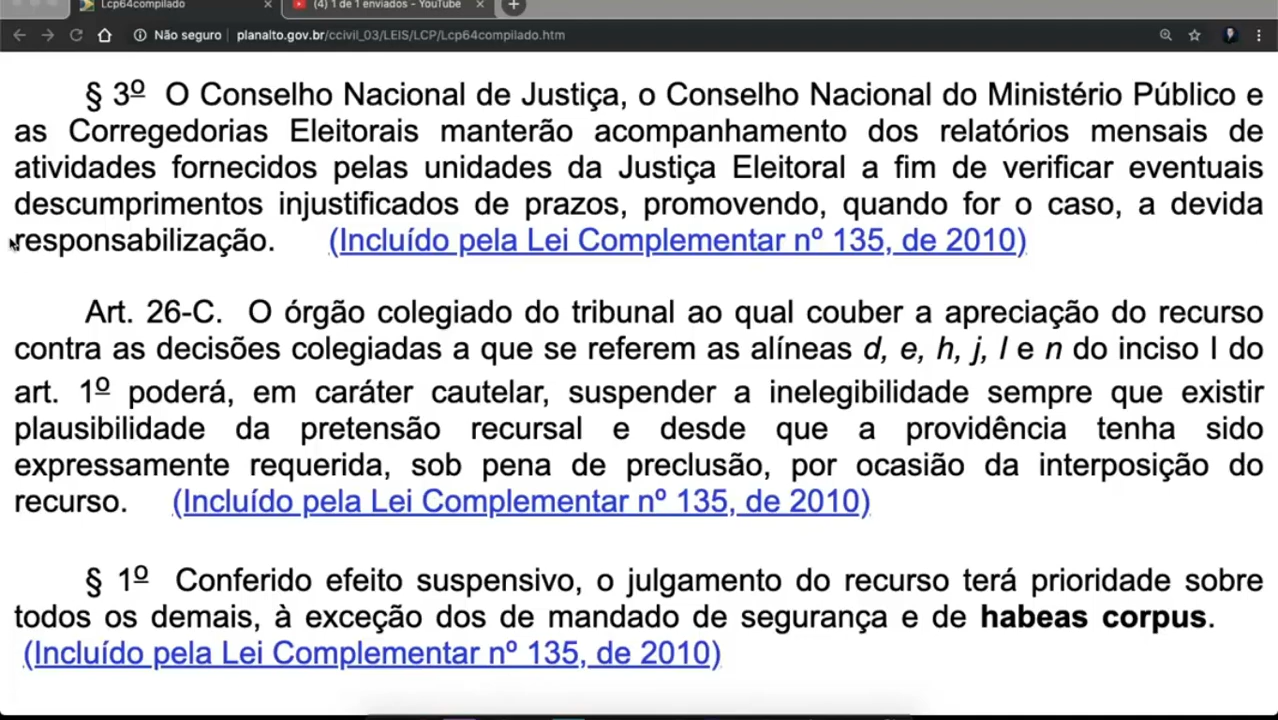 Lcp64compilado
(4) 1 de 1 enviados - YouTube
Não seguro | planalto.gov.br/ccivil_03/LEIS/LCP/Lcp64compilado.htm
§ 3º O Conselho Nacional de Justiça, o Conselho Nacional do Ministério Público e
as Corregedorias Eleitorais manterão acompanhamento dos relatórios mensais de
atividades fornecidos pelas unidades da Justiça Eleitoral a fim de verificar eventuais
descumprimentos injustificados de prazos, promovendo, quando for o caso, a devida
responsabilização. (Incluído pela Lei Complementar nº 135, de 2010)
Art. 26-C. O órgão colegiado do tribunal ao qual couber a apreciação do recurso
contra as decisões colegiadas a que se referem as alíneas d, e, h, j, l e n do inciso I do
art. 1º poderá, em caráter cautelar, suspender a inelegibilidade sempre que existir
plausibilidade da pretensão recursal e desde que a providência tenha sido
expressamente requerida, sob pena de preclusão, por ocasião da interposição do
recurso. (Incluído pela Lei Complementar nº 135, de 2010)
§ 1º Conferido efeito suspensivo, o julgamento do recurso terá prioridade sobre
todos os demais, à exceção dos de mandado de segurança e de habeas corpus.
(Incluído pela Lei Complementar nº 135, de 2010)